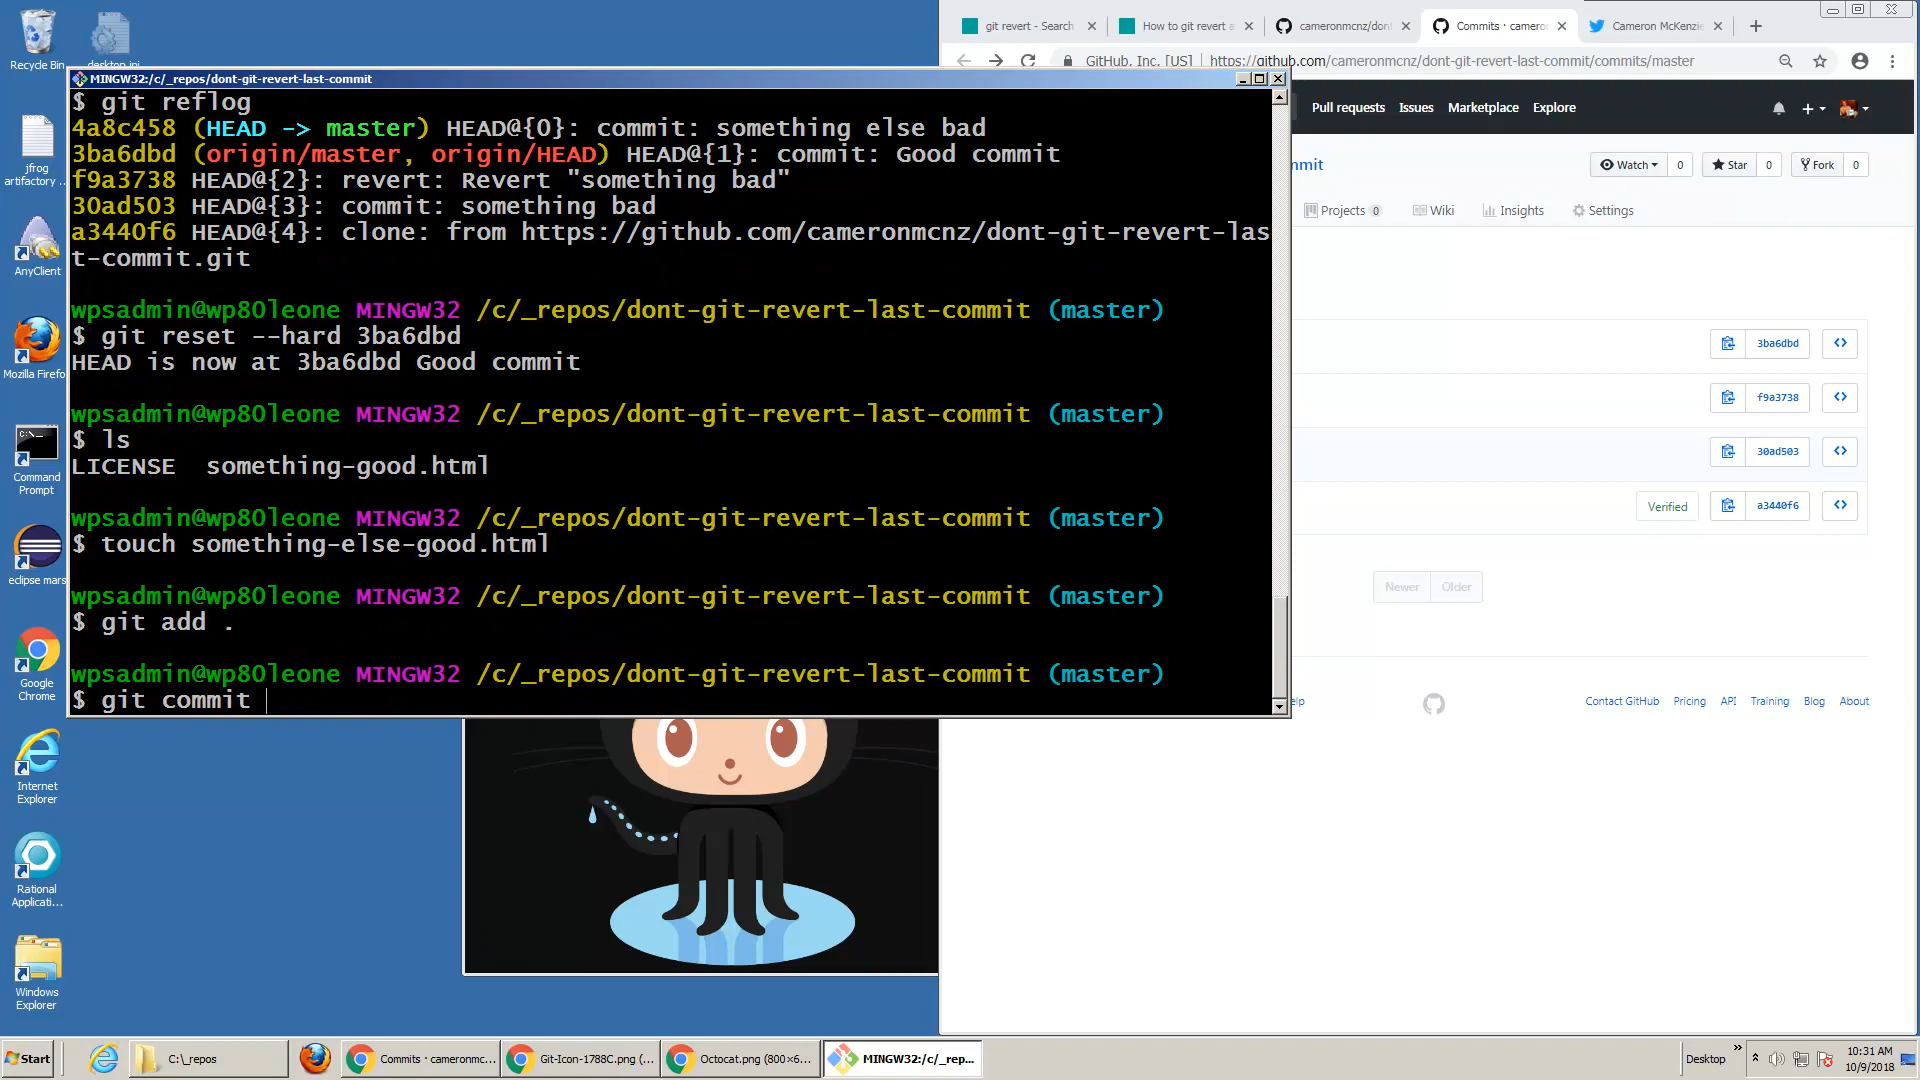 Recycle Bin
desktop.ini
jfrog
artifactory ...
AnyClient
Mozilla Firefo
Command
Prompt
eclipse mars
Google
Chrome
Internet
Explorer
Rational
Applicati...
Windows
Explorer
git revert - Search
How to git revert a
cameronmcnz/dont
Commits · camero
Cameron McKenzie
GitHub, Inc. [US]
https://github.com/cameronmcnz/dont-git-revert-last-commit/commits/master
MINGW32:/c/_repos/dont-git-revert-last-commit
$ git reflog
4a8c458 (HEAD -> master) HEAD@{0}: commit: something else bad
3ba6dbd (origin/master, origin/HEAD) HEAD@{1}: commit: Good commit
f9a3738 HEAD@{2}: revert: Revert "something bad"
30ad503 HEAD@{3}: commit: something bad
a3440f6 HEAD@{4}: clone: from https://github.com/cameronmcnz/dont-git-revert-las
t-commit.git
wpsadmin@wp80leone MINGW32 /c/_repos/dont-git-revert-last-commit (master)
$ git reset --hard 3ba6dbd
HEAD is now at 3ba6dbd Good commit
wpsadmin@wp80leone MINGW32 /c/_repos/dont-git-revert-last-commit (master)
$ ls
LICENSE  something-good.html
wpsadmin@wp80leone MINGW32 /c/_repos/dont-git-revert-last-commit (master)
$ touch something-else-good.html
wpsadmin@wp80leone MINGW32 /c/_repos/dont-git-revert-last-commit (master)
$ git add .
wpsadmin@wp80leone MINGW32 /c/_repos/dont-git-revert-last-commit (master)
$ git commit
Pull requests Issues Marketplace Explore
mmit
Watch 0 Star 0 Fork 0
Projects 0 Wiki Insights Settings
3ba6dbd
f9a3738
30ad503
Verified a3440f6
Newer Older
elp
Contact GitHub Pricing API Training Blog About
Start
C:\_repos
Commits · cameronmc...
Git-Icon-1788C.png (...
Octocat.png (800×6...
MINGW32:/c/_rep...
Desktop
10:31 AM
10/9/2018